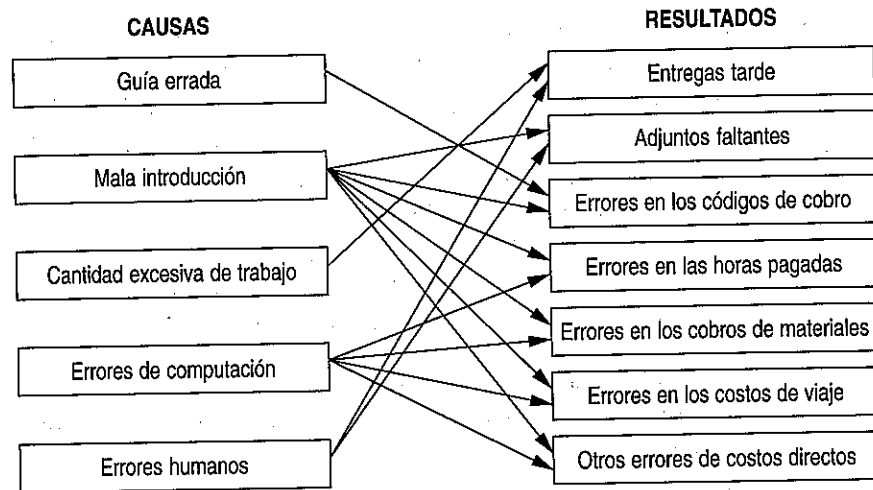 CAUSAS
Guía errada
Mala introducción
Cantidad excesiva de trabajo
Errores de computación
Errores humanos
RESULTADOS
Entregas tarde
Adjuntos faltantes
Errores en los códigos de cobro
Errores en las horas pagadas
Errores en los cobros de materiales
Errores en los costos de viaje
Otros errores de costos directos